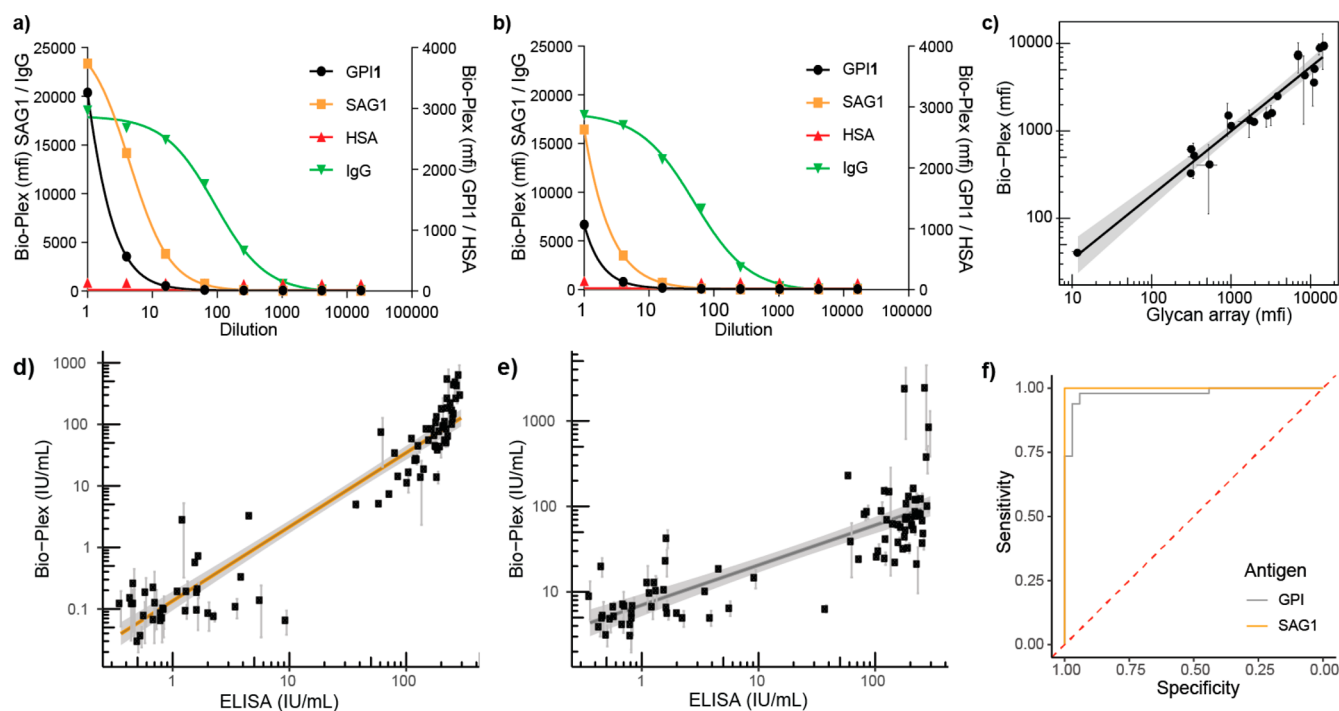 a)
Bio-Plex (mfi) SAG1 / IgG
25000
20000
15000
10000
5000
0
1
10
100
1000
10000
100000
Dilution
4000
3000
2000
1000
0
Bio-Plex (mfi) GPI1 / HSA
GPI1
SAG1
HSA
IgG
b)
Bio-Plex (mfi) SAG1 / IgG
25000
20000
15000
10000
5000
0
1
10
100
1000
10000
100000
Dilution
4000
3000
2000
1000
0
Bio-Plex (mfi) GPI1 / HSA
GPI1
SAG1
HSA
IgG
c)
Bio-Plex (mfi)
10000
1000
100
10
100
1000
10000
Glycan array (mfi)
d)
Bio-Plex (IU/mL)
1000
100
10
1
0.1
1
10
100
ELISA (IU/mL)
e)
Bio-Plex (IU/mL)
1000
100
10
1
10
100
ELISA (IU/mL)
f)
Sensitivity
1.00
0.75
0.50
0.25
0.00
1.00
0.75
0.50
0.25
0.00
Specificity
Antigen
GPI
SAG1